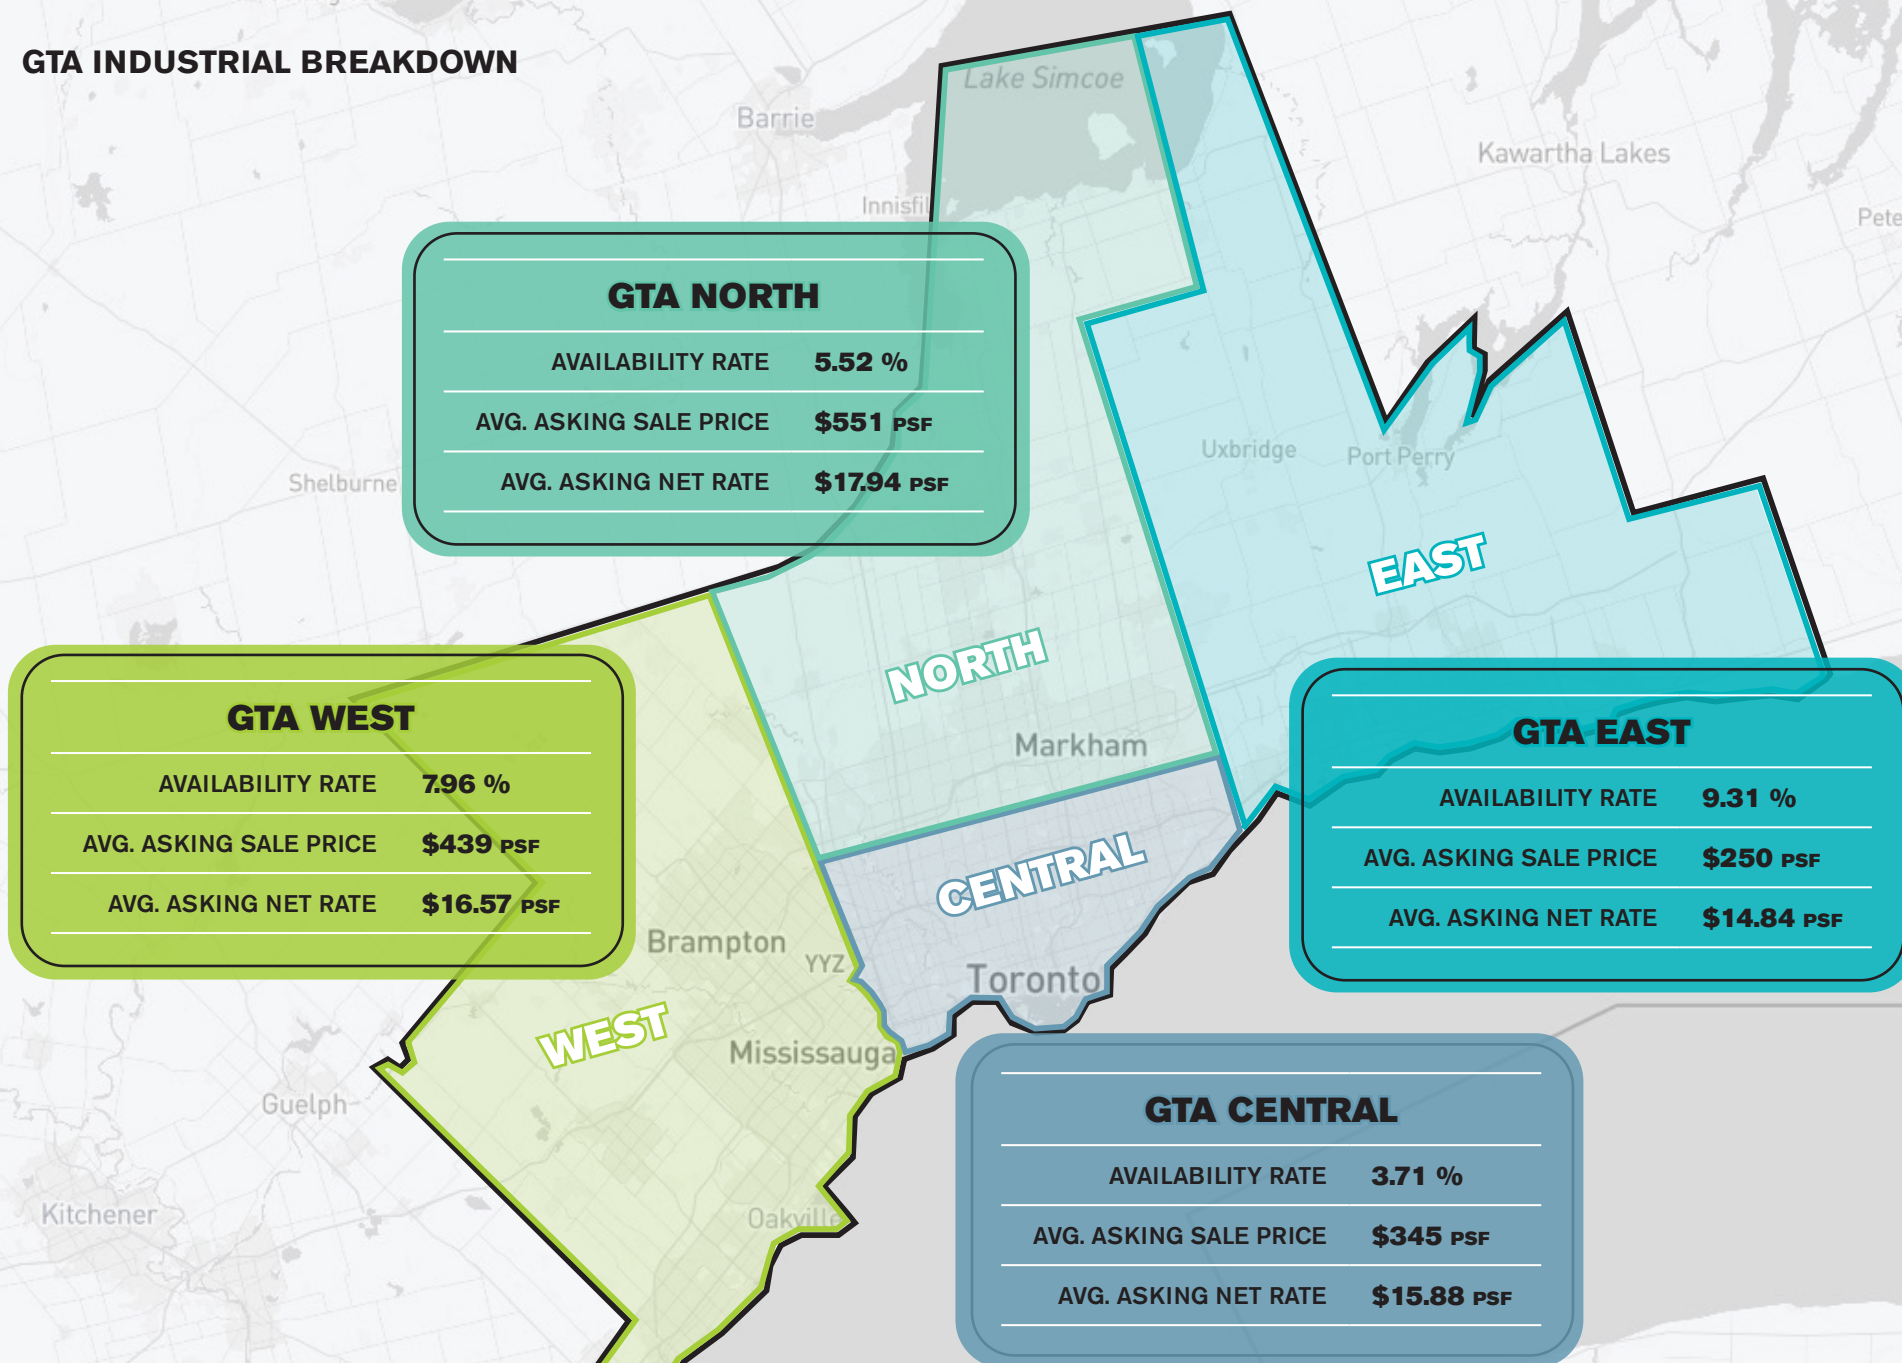 GTA INDUSTRIAL BREAKDOWN
Lake Simcoe
Barrie
Kawartha Lakes
Innisfil
Pete
GTA NORTH
AVAILABILITY RATE 5.52 %
AVG. ASKING SALE PRICE $551 PSF
AVG. ASKING NET RATE $17.94 PSF
Shelburne
Uxbridge
Port Perry
EAST
NORTH
Markham
GTA WEST
AVAILABILITY RATE 7.96 %
AVG. ASKING SALE PRICE $439 PSF
AVG. ASKING NET RATE $16.57 PSF
GTA EAST
AVAILABILITY RATE 9.31 %
AVG. ASKING SALE PRICE $250 PSF
AVG. ASKING NET RATE $14.84 PSF
CENTRAL
Brampton
YYZ
Toronto
WEST
Mississauga
Guelph
Kitchener
Oakville
GTA CENTRAL
AVAILABILITY RATE 3.71 %
AVG. ASKING SALE PRICE $345 PSF
AVG. ASKING NET RATE $15.88 PSF